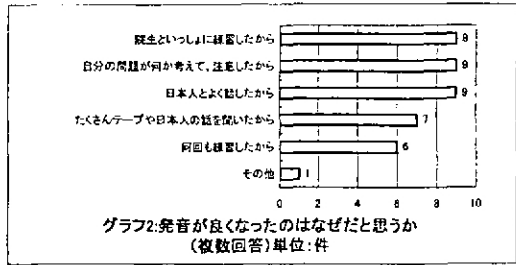 院生といっしょに練習したから 9
自分の問題が何か考えて、注意したから 9
日本人とよく話したから 9
たくさんテープや日本人の話を聞いたから 7
何回も練習したから 6
その他 1
0 2 4 6 8 10
グラフ2:発音が良くなったのはなぜだと思うか
(複数回答)単位:件